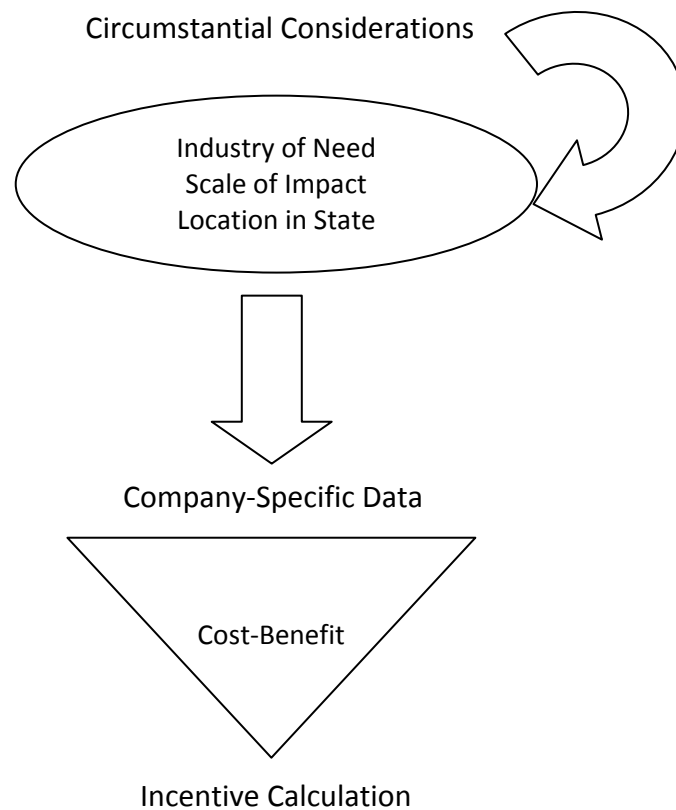 Circumstantial Considerations
Industry of Need
Scale of Impact
Location in State
Company-Specific Data
Cost-Benefit
Incentive Calculation